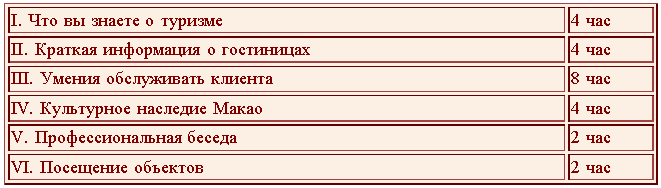 I. Что вы знаете о туризме 4 час
II. Краткая информация о гостиницах 4 час
III. Умения обслуживать клиента 8 час
IV. Культурное наследие Макао 4 час
V. Профессиональная беседа 2 час
VI. Посещение объектов 2 час